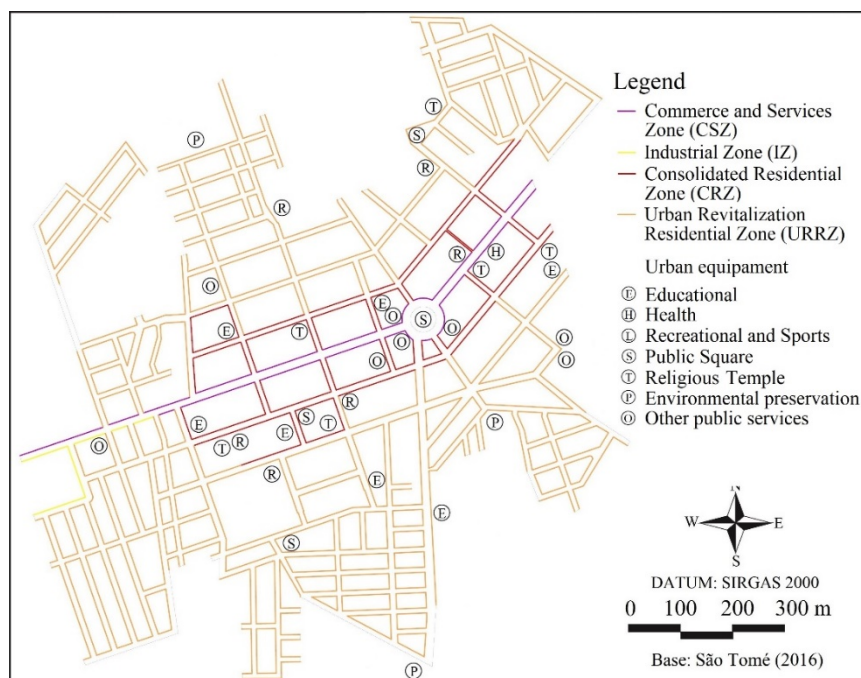 Legend
Commerce and Services
Zone (CSZ)
Industrial Zone (IZ)
Consolidated Residential
Zone (CRZ)
Urban Revitalization
Residential Zone (URRZ)
Urban equipament
E Educational
H Health
L Recreational and Sports
S Public Square
T Religious Temple
P Environmental preservation
O Other public services
T
S
P
R
R
T
H
R
E
T
O
E
O
S
O
E
T
O
O
O
O
R
S
E
T
P
E
R
O
T
R
E
E
S
P
N
W E
S
DATUM: SIRGAS 2000
0 100 200 300 m
Base: São Tomé (2016)